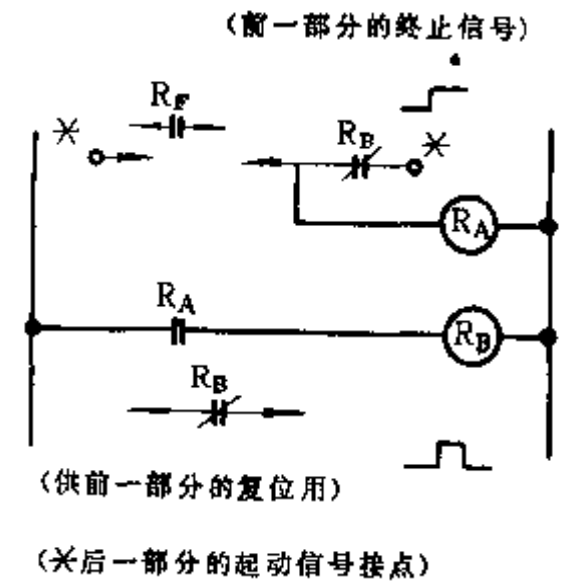 (前一部分的终止信号)
R_F
R_B
R_A
R_A
R_B
R_B
(供前一部分的复位用)
(*后一部分的起动信号接点)